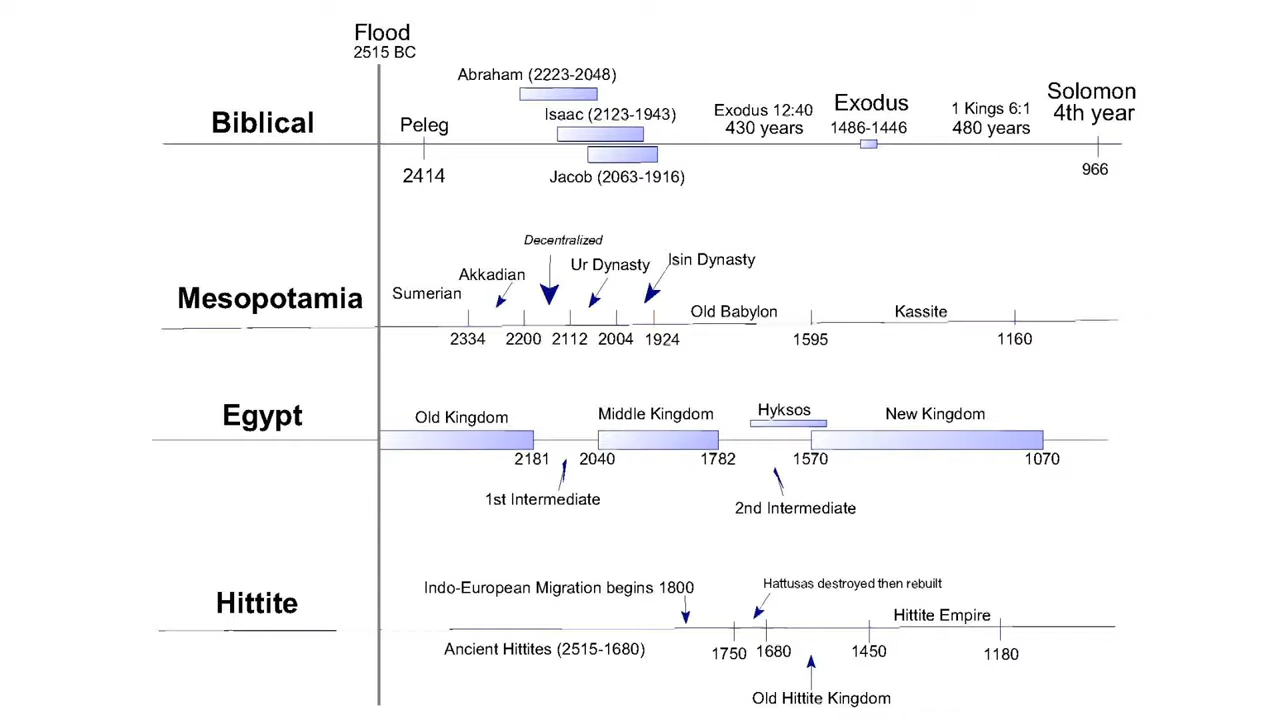 Flood
2515 BC
Abraham (2223-2048)
Isaac (2123-1943)
Biblical
Peleg
2414
Jacob (2063-1916)
Exodus 12:40
430 years
Exodus
1486-1446
1 Kings 6:1
480 years
Solomon
4th year
966
Decentralized
Akkadian
Ur Dynasty
Isin Dynasty
Mesopotamia
Sumerian
Old Babylon
Kassite
2334
2200
2112
2004
1924
1595
1160
Egypt
Old Kingdom
Middle Kingdom
Hyksos
New Kingdom
2181
2040
1782
1570
1070
1st Intermediate
2nd Intermediate
Hittite
Indo-European Migration begins 1800
Hattusas destroyed then rebuilt
Hittite Empire
Ancient Hittites (2515-1680)
1750
1680
1450
1180
Old Hittite Kingdom